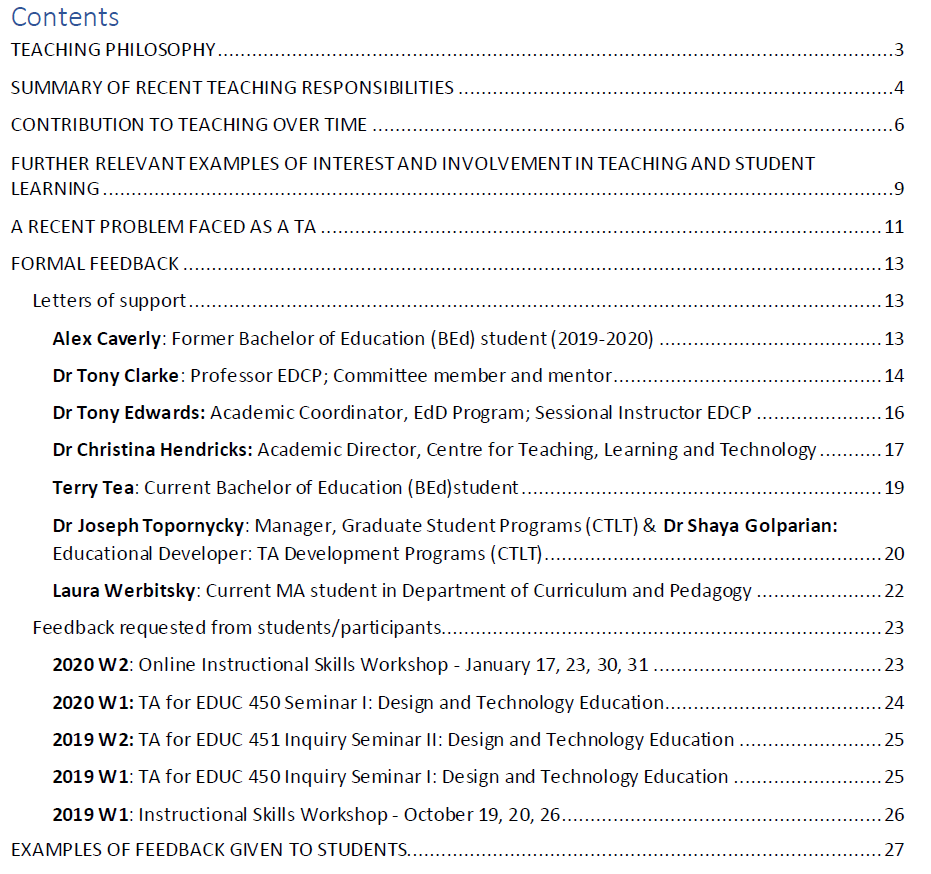 Contents
TEACHING PHILOSOPHY 3
SUMMARY OF RECENT TEACHING RESPONSIBILITIES 4
CONTRIBUTION TO TEACHING OVER TIME 6
FURTHER RELEVANT EXAMPLES OF INTEREST AND INVOLVEMENT IN TEACHING AND STUDENT
LEARNING 9
A RECENT PROBLEM FACED AS A TA 11
FORMAL FEEDBACK 13
Letters of support 13
Alex Caverly: Former Bachelor of Education (BEd) student (2019-2020) 13
Dr Tony Clarke: Professor EDCP; Committee member and mentor 14
Dr Tony Edwards: Academic Coordinator, EdD Program; Sessional Instructor EDCP 16
Dr Christina Hendricks: Academic Director, Centre for Teaching, Learning and Technology 17
Terry Tea: Current Bachelor of Education (BEd)student 19
Dr Joseph Topornycky: Manager, Graduate Student Programs (CTLT) & Dr Shaya Golparian:
Educational Developer: TA Development Programs (CTLT) 20
Laura Werbitsky: Current MA student in Department of Curriculum and Pedagogy 22
Feedback requested from students/participants 23
2020 W2: Online Instructional Skills Workshop - January 17, 23, 30, 31 23
2020 W1: TA for EDUC 450 Seminar I: Design and Technology Education 24
2019 W2: TA for EDUC 451 Inquiry Seminar II: Design and Technology Education 25
2019 W1: TA for EDUC 450 Inquiry Seminar I: Design and Technology Education 25
2019 W1: Instructional Skills Workshop - October 19, 20, 26 26
EXAMPLES OF FEEDBACK GIVEN TO STUDENTS 27